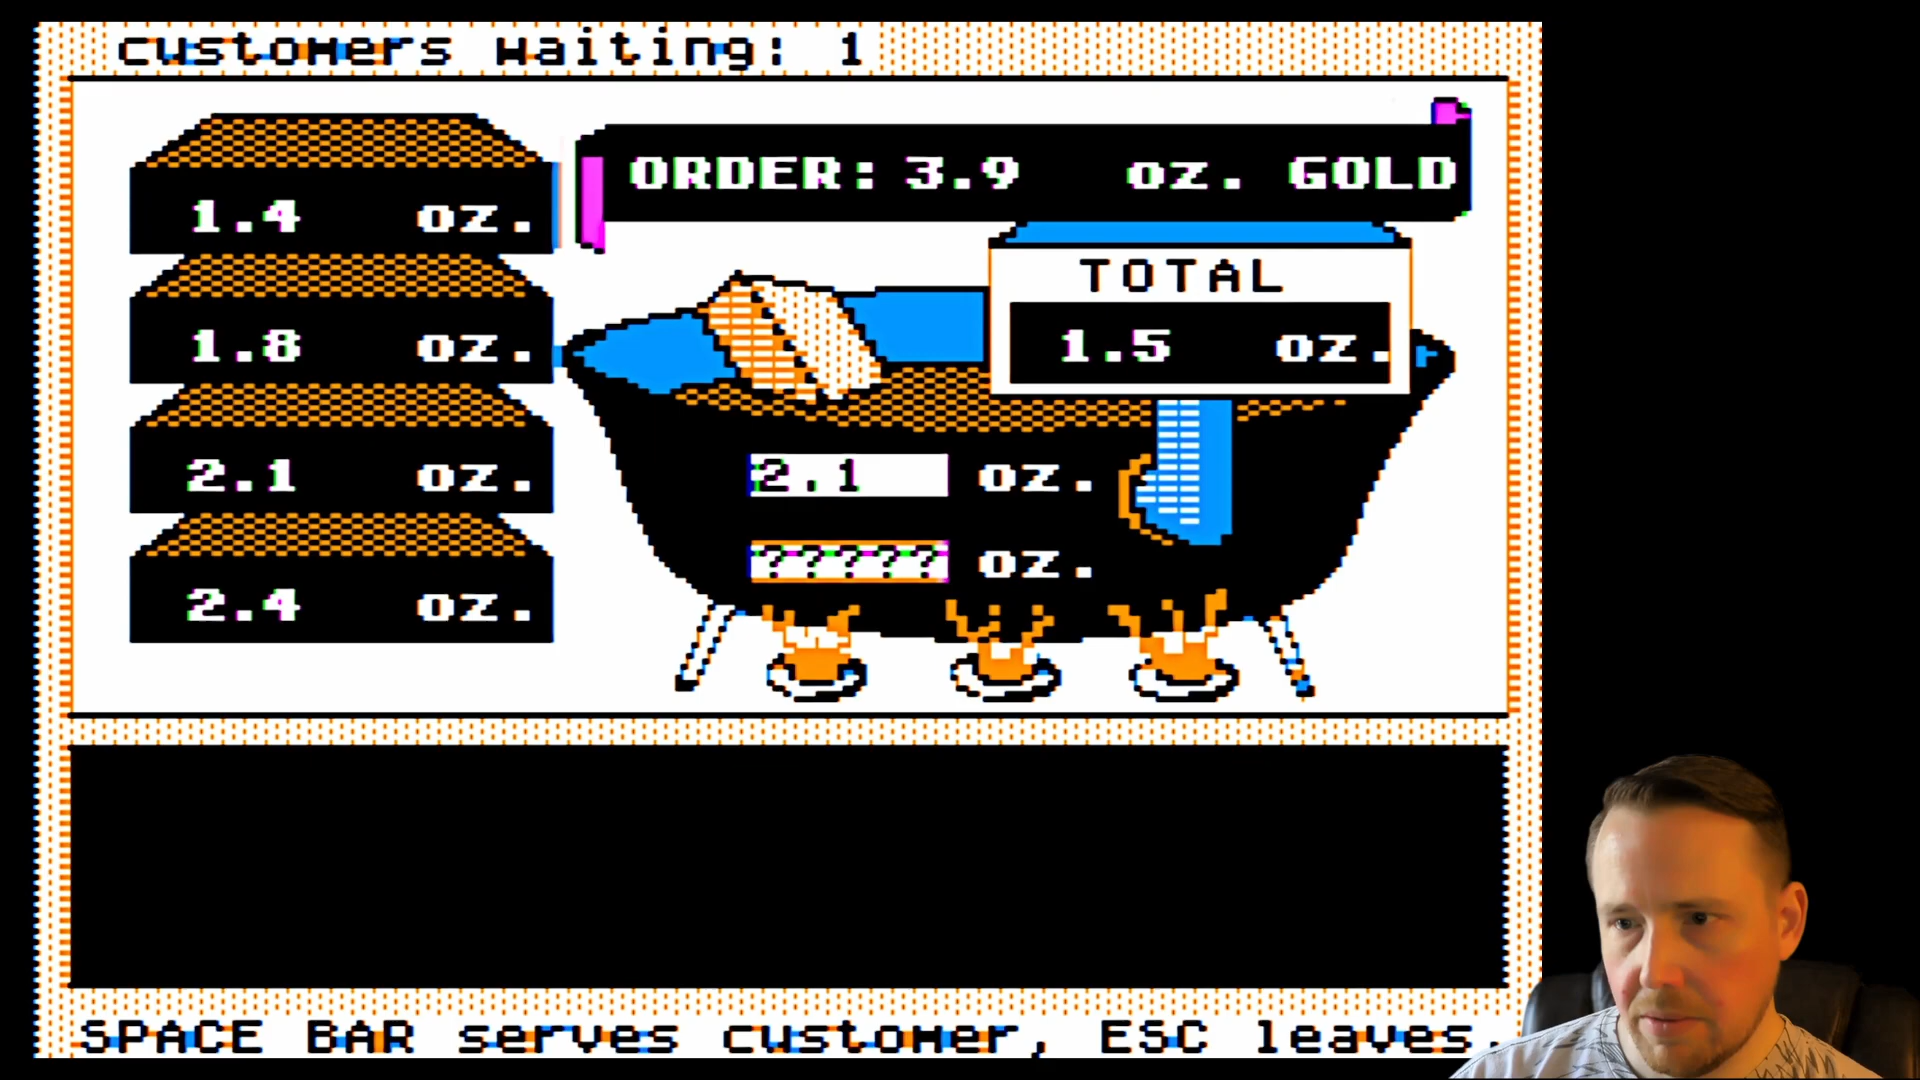 customers waiting: 1
ORDER: 3.9 oz. GOLD
1.4 oz.
TOTAL
1.8 oz.
1.5 oz.
2.1 oz.
2.1 oz.
????? oz.
2.4 oz.
SPACE BAR serves customer, ESC leaves.